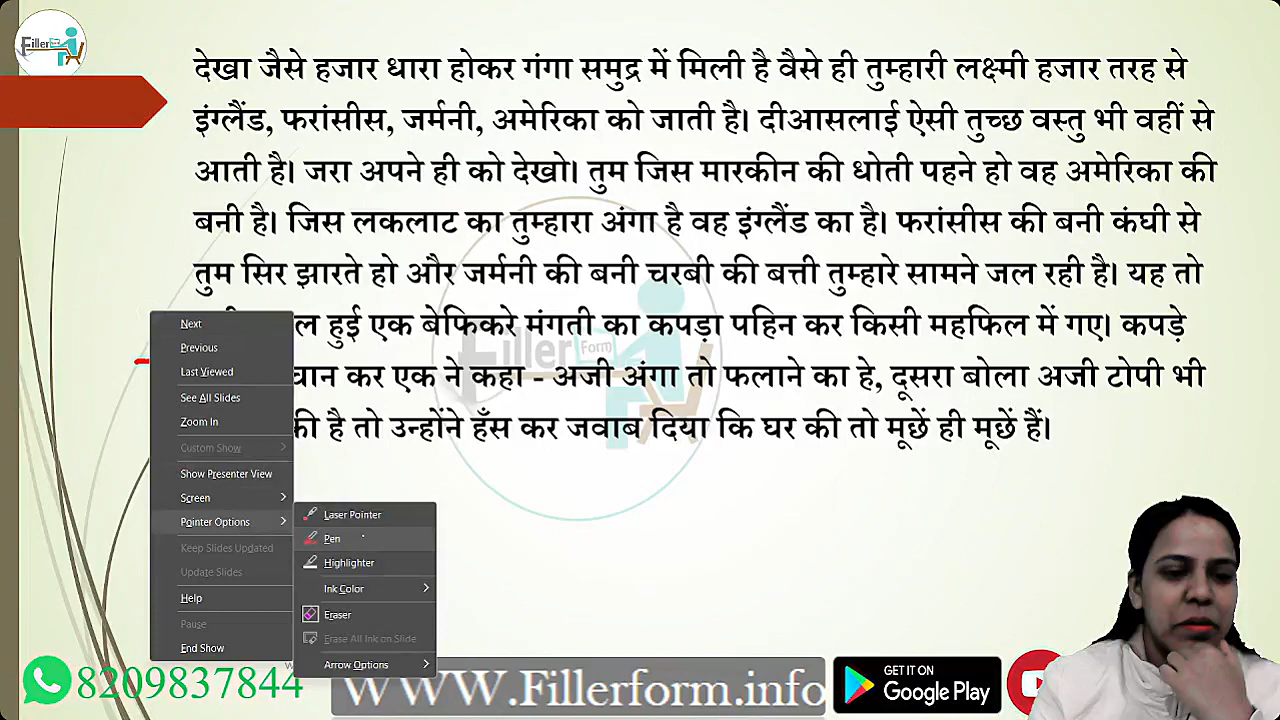 Filler Form
देखा जैसे हजार धारा होकर गंगा समुद्र में मिली है वैसे ही तुम्हारी लक्ष्मी हजार तरह से
इंग्लैंड, फरांसीस, जर्मनी, अमेरिका को जाती है। दीआसलाई ऐसी तुच्छ वस्तु भी वहीं से
आती है। जरा अपने ही को देखो। तुम जिस मारकीन की धोती पहने हो वह अमेरिका की
बनी है। जिस लकलाट का तुम्हारा अंगा है वह इंग्लैंड का है। फरांसीस की बनी कंघी से
तुम सिर झारते हो और जर्मनी की बनी चरबी की बत्ती तुम्हारे सामने जल रही है। यह तो
हुई एक बेफिकरे मंगती का कपड़ा पहिन कर किसी महफिल में गए। कपड़े
कर एक ने कहा - अजी अंगा तो फलाने का हे, दूसरा बोला अजी टोपी भी
की है तो उन्होंने हँस कर जवाब दिया कि घर की तो मूछें ही मूछें हैं।
Filler Form
Next
Previous
Last Viewed
See All Slides
Zoom In
Custom Show
Show Presenter View
Screen
Pointer Options
Keep Slides Updated
Update Slides
Help
Pause
End Show
Laser Pointer
Pen
Highlighter
Ink Color
Eraser
Erase All Ink on Slide
Arrow Options
8209837844
WWW.Fillerform.info
GET IT ON
Google Play